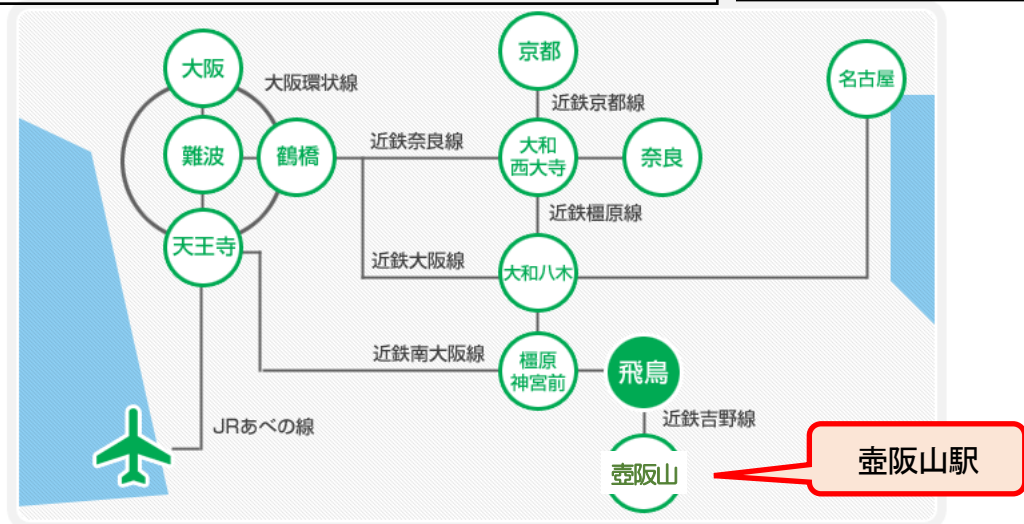 京都
大阪
名古屋
大阪環状線
近鉄京都線
難波
鶴橋
近鉄奈良線
大和
西大寺
奈良
近鉄橿原線
天王寺
近鉄大阪線
大和八木
近鉄南大阪線
橿原
神宮前
飛鳥
JRあべの線
近鉄吉野線
壺阪山
壺阪山駅